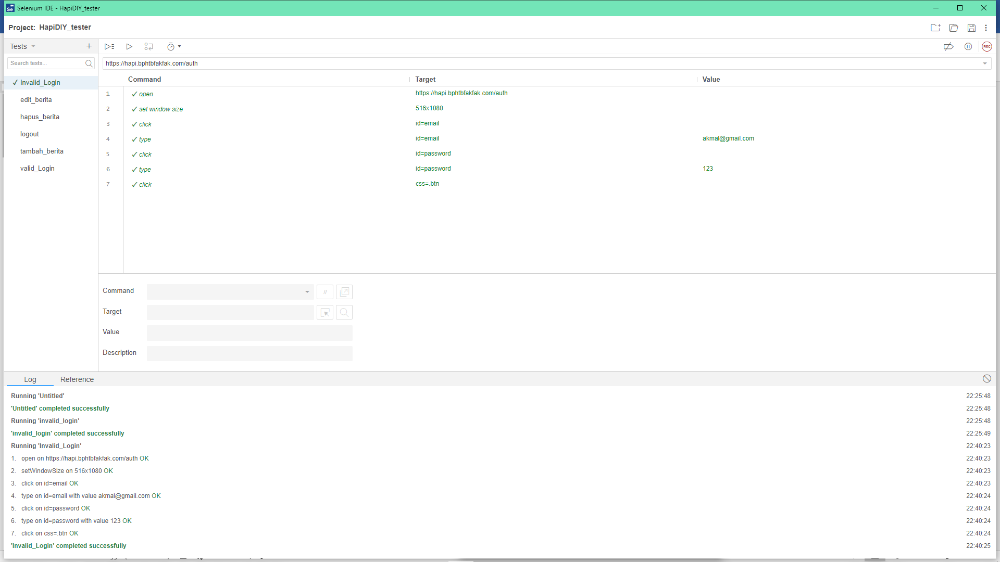 Selenium IDE - HapiDIY_tester
Project: HapiDIY_tester
Tests
REC
Search tests...
https://hapi.bphtbfakfak.com/auth
Command Target Value
✓ Invalid_Login
edit_berita
hapus_berita
logout
tambah_berita
valid_Login
1 ✓ open https://hapi.bphtbfakfak.com/auth
2 ✓ set window size 516x1080
3 ✓ click id=email
4 ✓ type id=email akmal@gmail.com
5 ✓ click id=password
6 ✓ type id=password 123
7 ✓ click css=.btn
Command //
Target
Value
Description
Log Reference
Running 'Untitled' 22:25:48
'Untitled' completed successfully 22:25:48
Running 'invalid_login' 22:25:48
'invalid_login' completed successfully 22:25:49
Running 'Invalid_Login' 22:40:23
1. open on https://hapi.bphtbfakfak.com/auth OK 22:40:23
2. setWindowSize on 516x1080 OK 22:40:23
3. click on id=email OK 22:40:23
4. type on id=email with value akmal@gmail.com OK 22:40:24
5. click on id=password OK 22:40:24
6. type on id=password with value 123 OK 22:40:24
7. click on css=.btn OK 22:40:24
'Invalid_Login' completed successfully 22:40:25